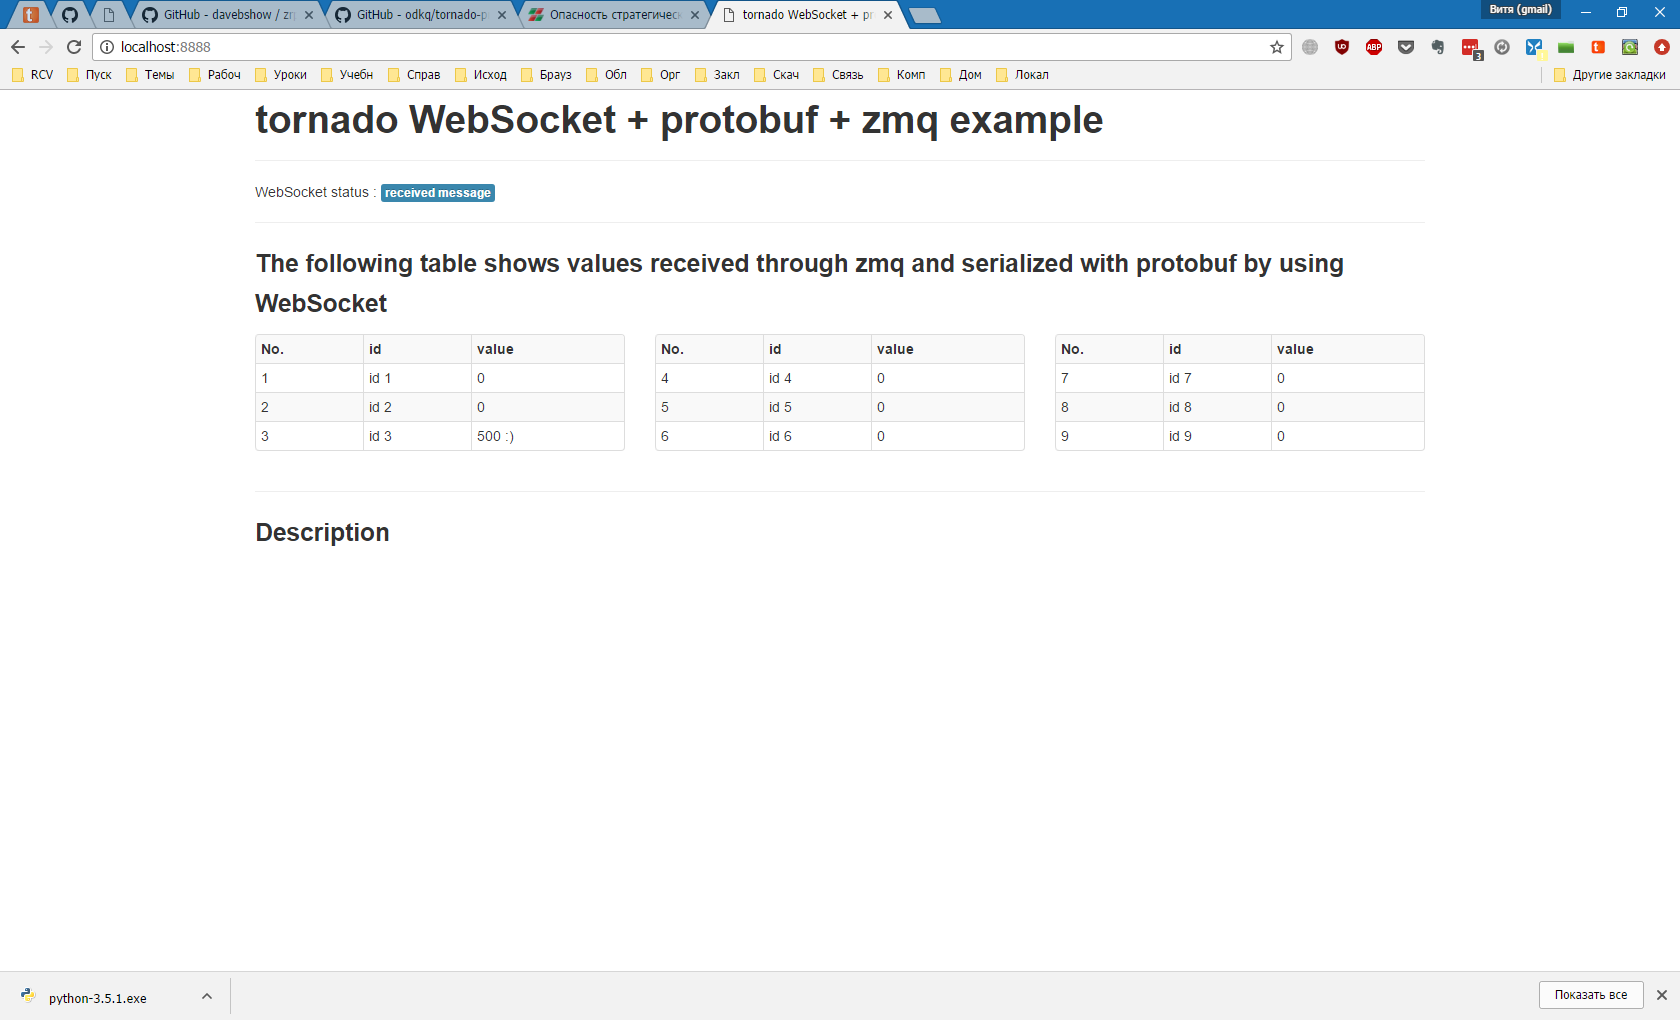 GitHub - davebshow / zr
GitHub - odkq/tornado-p
Опасность стратегическ
tornado WebSocket + pr
Витя (gmail)
localhost:8888
RCV Пуск Темы Рабоч Уроки Учебн Справ Исход Брауз Обл Орг Закл Скач Связь Комп Дом Локал Другие закладки
tornado WebSocket + protobuf + zmq example
WebSocket status : received message
The following table shows values received through zmq and serialized with protobuf by using
WebSocket
No. id value No. id value No. id value
1 id 1 0 4 id 4 0 7 id 7 0
2 id 2 0 5 id 5 0 8 id 8 0
3 id 3 500 :) 6 id 6 0 9 id 9 0
Description
python-3.5.1.exe
Показать все